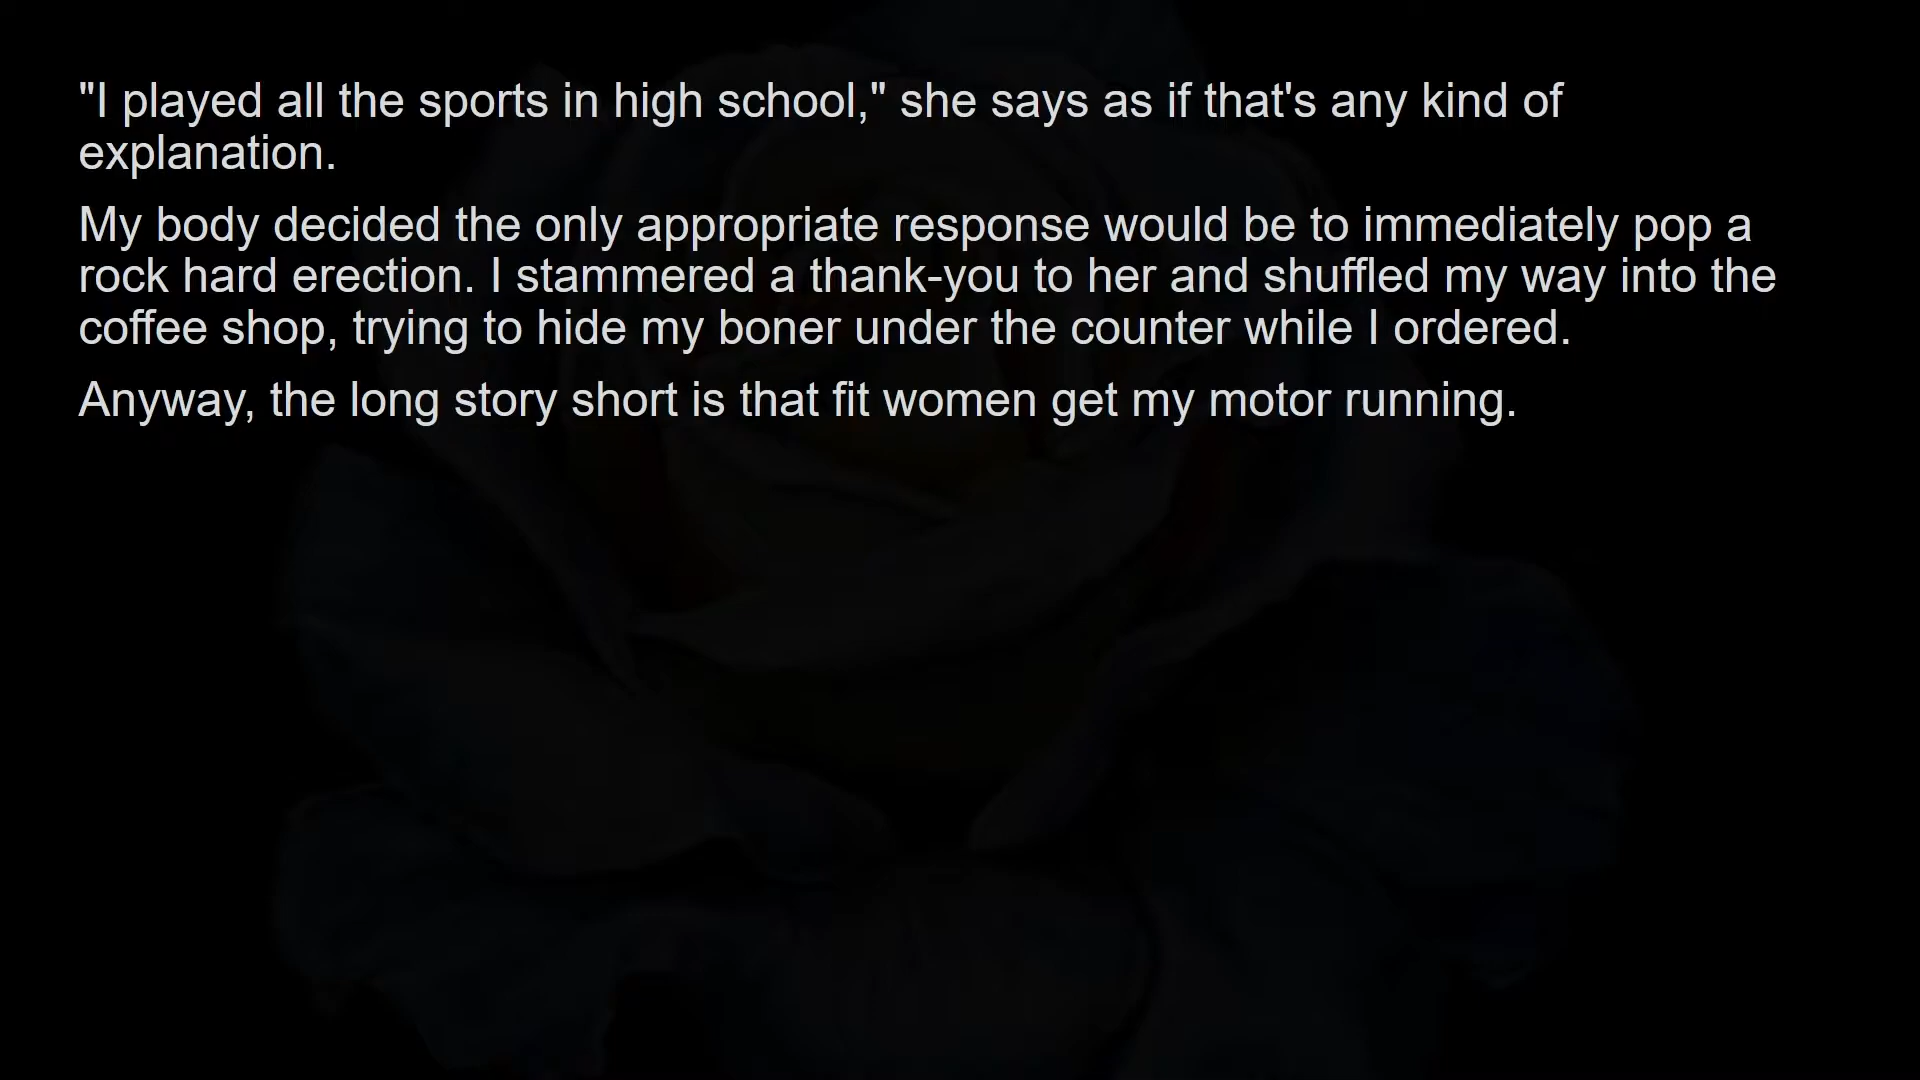 "I played all the sports in high school," she says as if that's any kind of
explanation.
My body decided the only appropriate response would be to immediately pop a
rock hard erection. I stammered a thank-you to her and shuffled my way into the
coffee shop, trying to hide my boner under the counter while I ordered.
Anyway, the long story short is that fit women get my motor running.